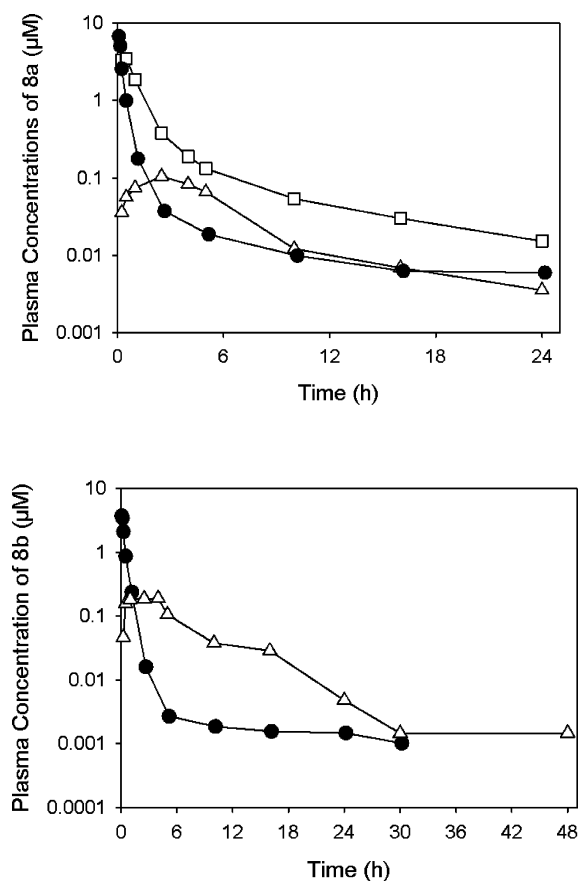 Plasma Concentrations of 8a (µM)
10
1
0.1
0.01
0.001
0 6 12 18 24
Time (h)
Plasma Concentration of 8b (µM)
10
1
0.1
0.01
0.001
0.0001
0 6 12 18 24 30 36 42 48
Time (h)